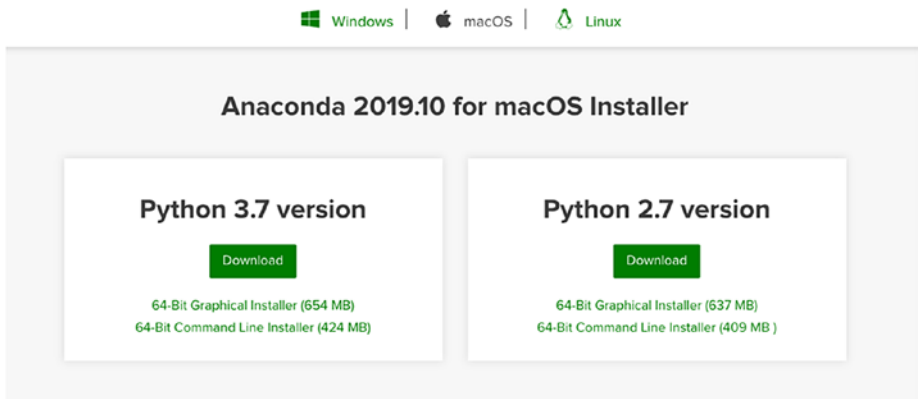 Windows | macOS | Linux
Anaconda 2019.10 for macOS Installer
Python 3.7 version
Download
64-Bit Graphical Installer (654 MB)
64-Bit Command Line Installer (424 MB)
Python 2.7 version
Download
64-Bit Graphical Installer (637 MB)
64-Bit Command Line Installer (409 MB )